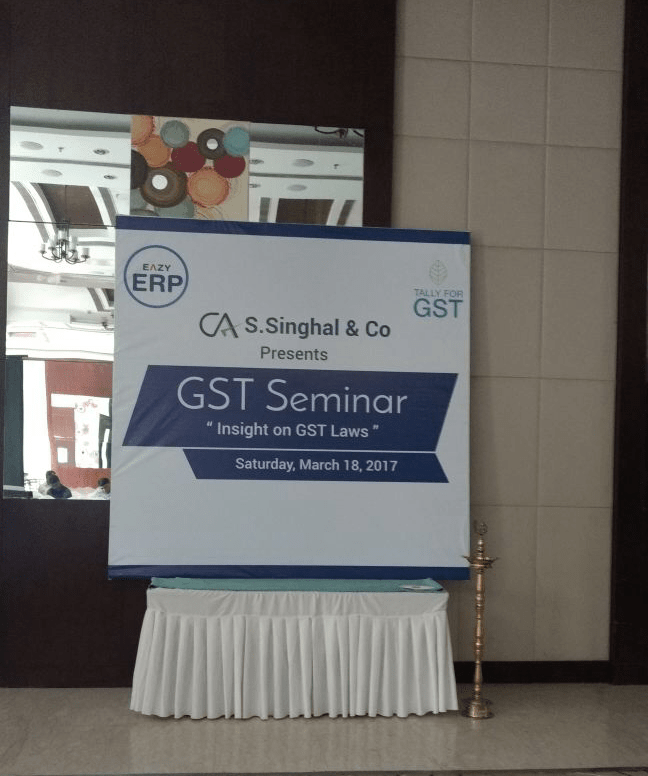 EAZY
ERP
TALLY FOR
GST
CA S.Singhal & Co
Presents
GST Seminar
“ Insight on GST Laws ”
Saturday, March 18, 2017